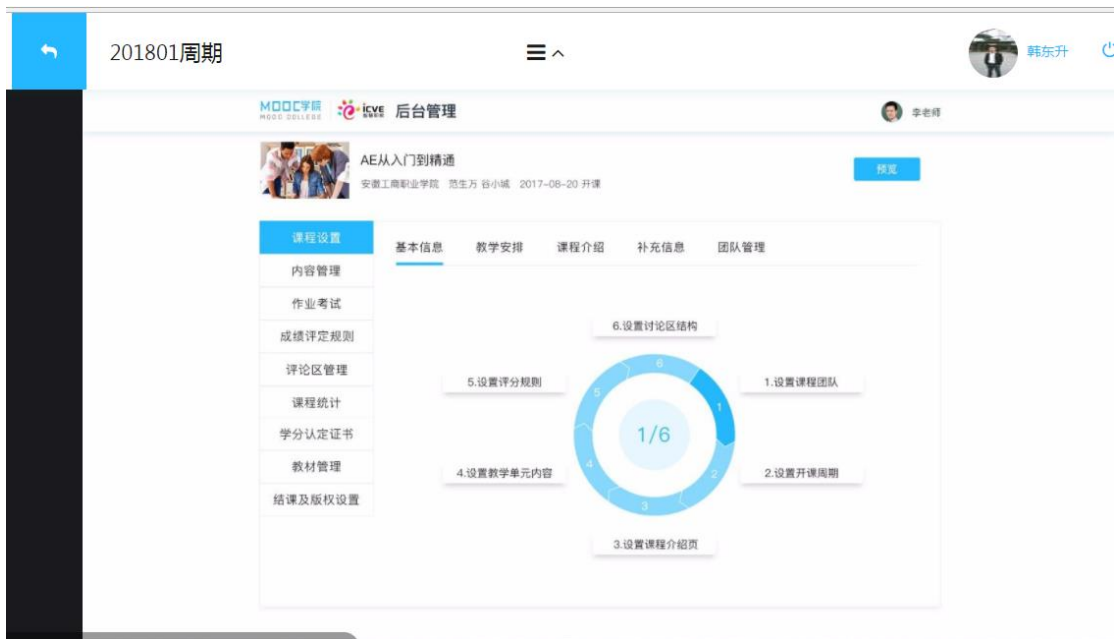 201801周期
韩东升
MOOC学院
MOOC COLLEGE
icve
智慧职教
后台管理
李老师
AE从入门到精通
安徽工商职业学院 范生万 谷小城 2017-08-20 开课
预览
课程设置
内容管理
作业考试
成绩评定规则
评论区管理
课程统计
学分认定证书
教材管理
结课及版权设置
基本信息 教学安排 课程介绍 补充信息 团队管理
6.设置讨论区结构
5.设置评分规则
1.设置课程团队
6
5
1
1/6
4
2
3
4.设置教学单元内容
2.设置开课周期
3.设置课程介绍页